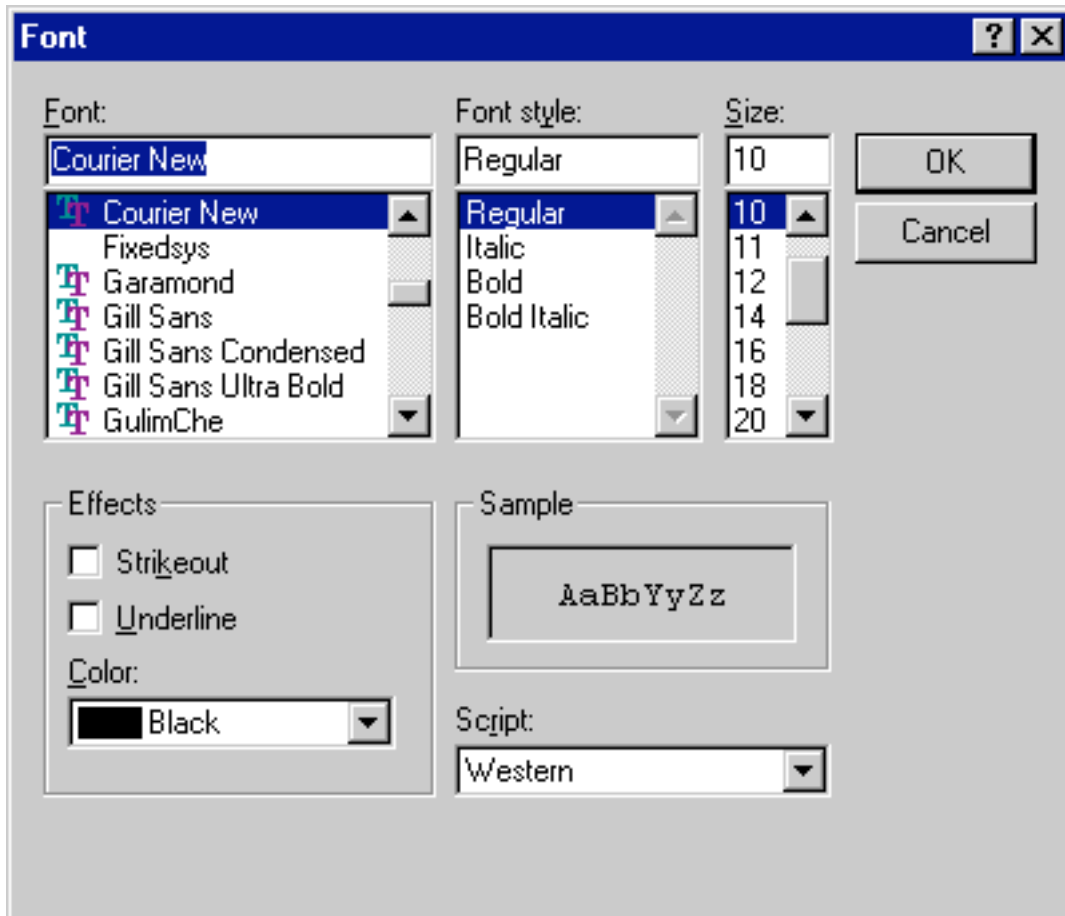 Font
Font:
Font style:
Size:
Courier New
Regular
10
OK
Cancel
Courier New
Fixedsys
Garamond
Gill Sans
Gill Sans Condensed
Gill Sans Ultra Bold
GulimChe
Regular
Italic
Bold
Bold Italic
10
11
12
14
16
18
20
Effects
Strikeout
Underline
Color:
Black
Sample
AaBbYyZz
Script:
Western